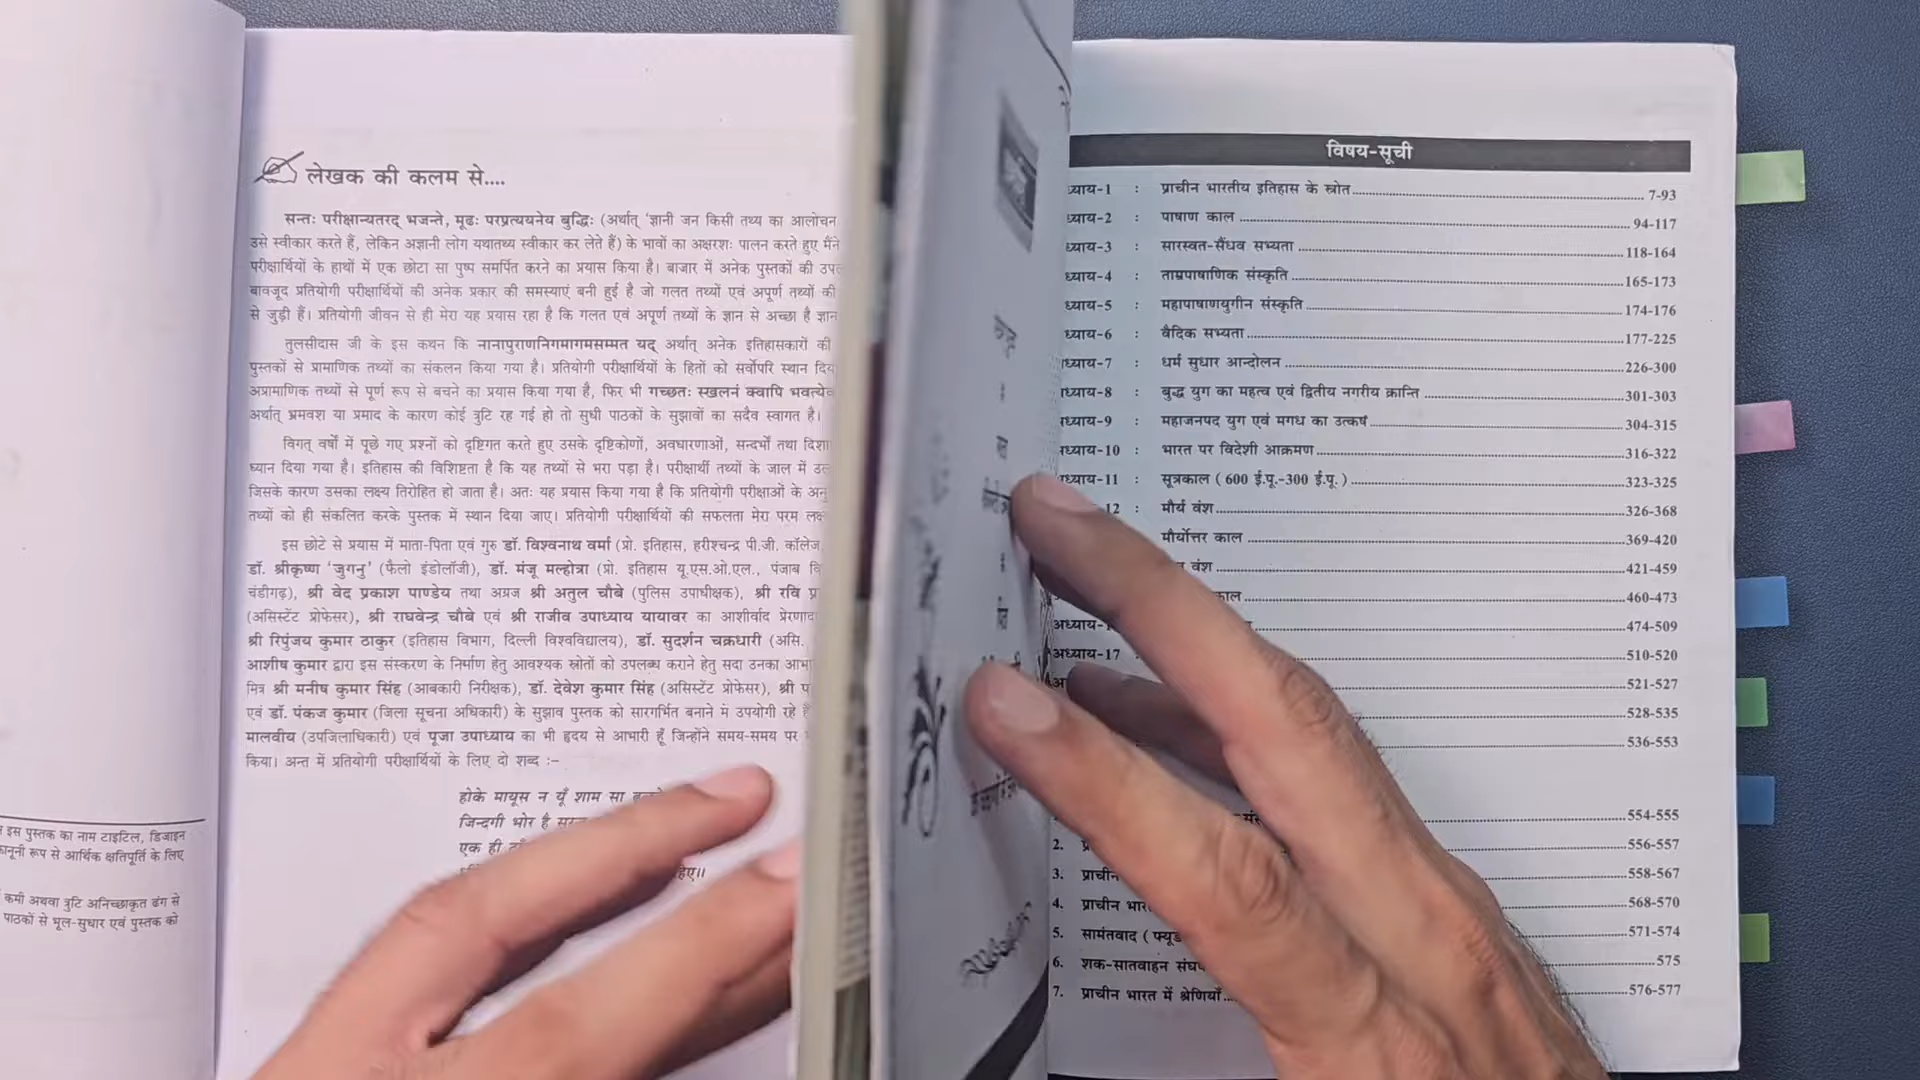 इस पुस्तक का नाम टाइटिल, डिजाइन
कानूनी रूप से आर्थिक क्षतिपूर्ति के लिए
कमी अथवा त्रुटि अनिच्छाकृत ढंग से
पाठकों से भूल-सुधार एवं पुस्तक को
लेखक की कलम से....
सन्तः परीक्षान्यतरद् भजन्ते, मूढः परप्रत्ययनेय बुद्धिः (अर्थात् 'ज्ञानी जन किसी तथ्य का आलोचन
उसे स्वीकार करते हैं, लेकिन अज्ञानी लोग यथातथ्य स्वीकार कर लेते हैं) के भावों का अक्षरशः पालन करते हुए मैंने
परीक्षार्थियों के हाथों में एक छोटा सा पुष्प समर्पित करने का प्रयास किया है। बाजार में अनेक पुस्तकों की
बावजूद प्रतियोगी परीक्षार्थियों की अनेक प्रकार की समस्याएं बनी हुई है जो गलत तथ्यों एवं अपूर्ण तथ्यों की
से जुड़ी हैं। प्रतियोगी जीवन से ही मेरा यह प्रयास रहा है कि गलत एवं अपूर्ण तथ्यों के ज्ञान से अच्छा है ज्ञान
तुलसीदास जी के इस कथन कि नानापुराणनिगमागमसम्मत यद् अर्थात् अनेक इतिहासकारों की
पुस्तकों से प्रामाणिक तथ्यों का संकलन किया गया है। प्रतियोगी परीक्षार्थियों के हितों को सर्वोपरि स्थान
अप्रामाणिक तथ्यों से पूर्ण रूप से बचने का प्रयास किया गया है, फिर भी गच्छतः स्खलनं क्वापि
अर्थात् भ्रमवश या प्रमाद के कारण कोई त्रुटि रह गई हो तो सुधी पाठकों के सुझावों का सदैव स्वागत है।
विगत् वर्षों में पूछे गए प्रश्नों को दृष्टिगत करते हुए उसके दृष्टिकोणों, अवधारणाओं, सन्दर्भों तथा दिशा
ध्यान दिया गया है। इतिहास की विशिष्टता है कि यह तथ्यों से भरा पड़ा है। परीक्षार्थी तथ्यों के जाल में
जिसके कारण उसका लक्ष्य तिरोहित हो जाता है। अतः यह प्रयास किया गया है कि प्रतियोगी परीक्षाओं के
तथ्यों को ही संकलित करके पुस्तक में स्थान दिया जाए। प्रतियोगी परीक्षार्थियों की सफलता मेरा परम
इस छोटे से प्रयास में माता-पिता एवं गुरु डॉ. विश्वनाथ वर्मा (प्रो. इतिहास, हरीश्चन्द्र पी.जी. कॉलेज,
डॉ. श्रीकृष्ण 'जुगनु' (फैलो इंडोलॉजी), डॉ. मंजू मल्होत्रा (प्रो. इतिहास यू.एस.ओ.एल., पंजाब
चंडीगढ़), श्री वेद प्रकाश पाण्डेय तथा अग्रज श्री अतुल चौबे (पुलिस उपाधीक्षक), श्री रवि
(असिस्टेंट प्रोफेसर), श्री राघवेन्द्र चौबे एवं श्री राजीव उपाध्याय यायावर का आशीर्वाद
श्री रिपुंजय कुमार ठाकुर (इतिहास विभाग, दिल्ली विश्वविद्यालय), डॉ. सुदर्शन चक्रधारी (असि.
आशीष कुमार द्वारा इस संस्करण के निर्माण हेतु आवश्यक स्रोतों को उपलब्ध कराने हेतु सदा उनका
मित्र श्री मनीष कुमार सिंह (आबकारी निरीक्षक), डॉ. देवेश कुमार सिंह (असिस्टेंट प्रोफेसर), श्री
एवं डॉ. पंकज कुमार (जिला सूचना अधिकारी) के सुझाव पुस्तक को सारगर्भित बनाने में उपयोगी रहे
मालवीय (उपजिलाधिकारी) एवं पूजा उपाध्याय का भी हृदय से आभारी हूँ जिन्होंने समय-समय पर
किया। अन्त में प्रतियोगी परीक्षार्थियों के लिए दो शब्द :-
होके मायूस न यूँ शाम सा
जिन्दगी भोर है
एक ही
विषय-सूची
ध्याय-1 : प्राचीन भारतीय इतिहास के स्रोत 7-93
ध्याय-2 : पाषाण काल 94-117
ध्याय-3 : सारस्वत-सैंधव सभ्यता 118-164
ध्याय-4 : ताम्रपाषाणिक संस्कृति 165-173
ध्याय-5 : महापाषाणयुगीन संस्कृति 174-176
ध्याय-6 : वैदिक सभ्यता 177-225
ध्याय-7 : धर्म सुधार आन्दोलन 226-300
ध्याय-8 : बुद्ध युग का महत्व एवं द्वितीय नगरीय क्रान्ति 301-303
ध्याय-9 : महाजनपद युग एवं मगध का उत्कर्ष 304-315
ध्याय-10 : भारत पर विदेशी आक्रमण 316-322
ध्याय-11 : सूत्रकाल ( 600 ई.पू.-300 ई.पू. ) 323-325
12 : मौर्य वंश 326-368
मौर्योत्तर काल 369-420
वंश 421-459
काल 460-473
अध्याय- 474-509
अध्याय-17 510-520
521-527
528-535
536-553
554-555
2. 556-557
3. प्राचीन 558-567
4. प्राचीन 568-570
5. सामंतवाद ( 571-574
6. शक-सातवाहन 575
7. प्राचीन भारत में श्रेणियाँ 576-577